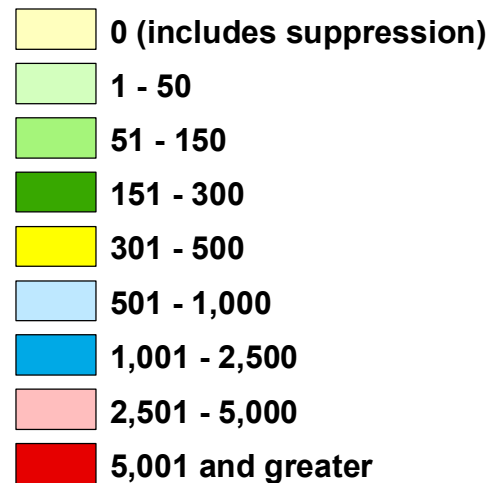 0 (includes suppression)
1 - 50
51 - 150
151 - 300
301 - 500
501 - 1,000
1,001 - 2,500
2,501 - 5,000
5,001 and greater